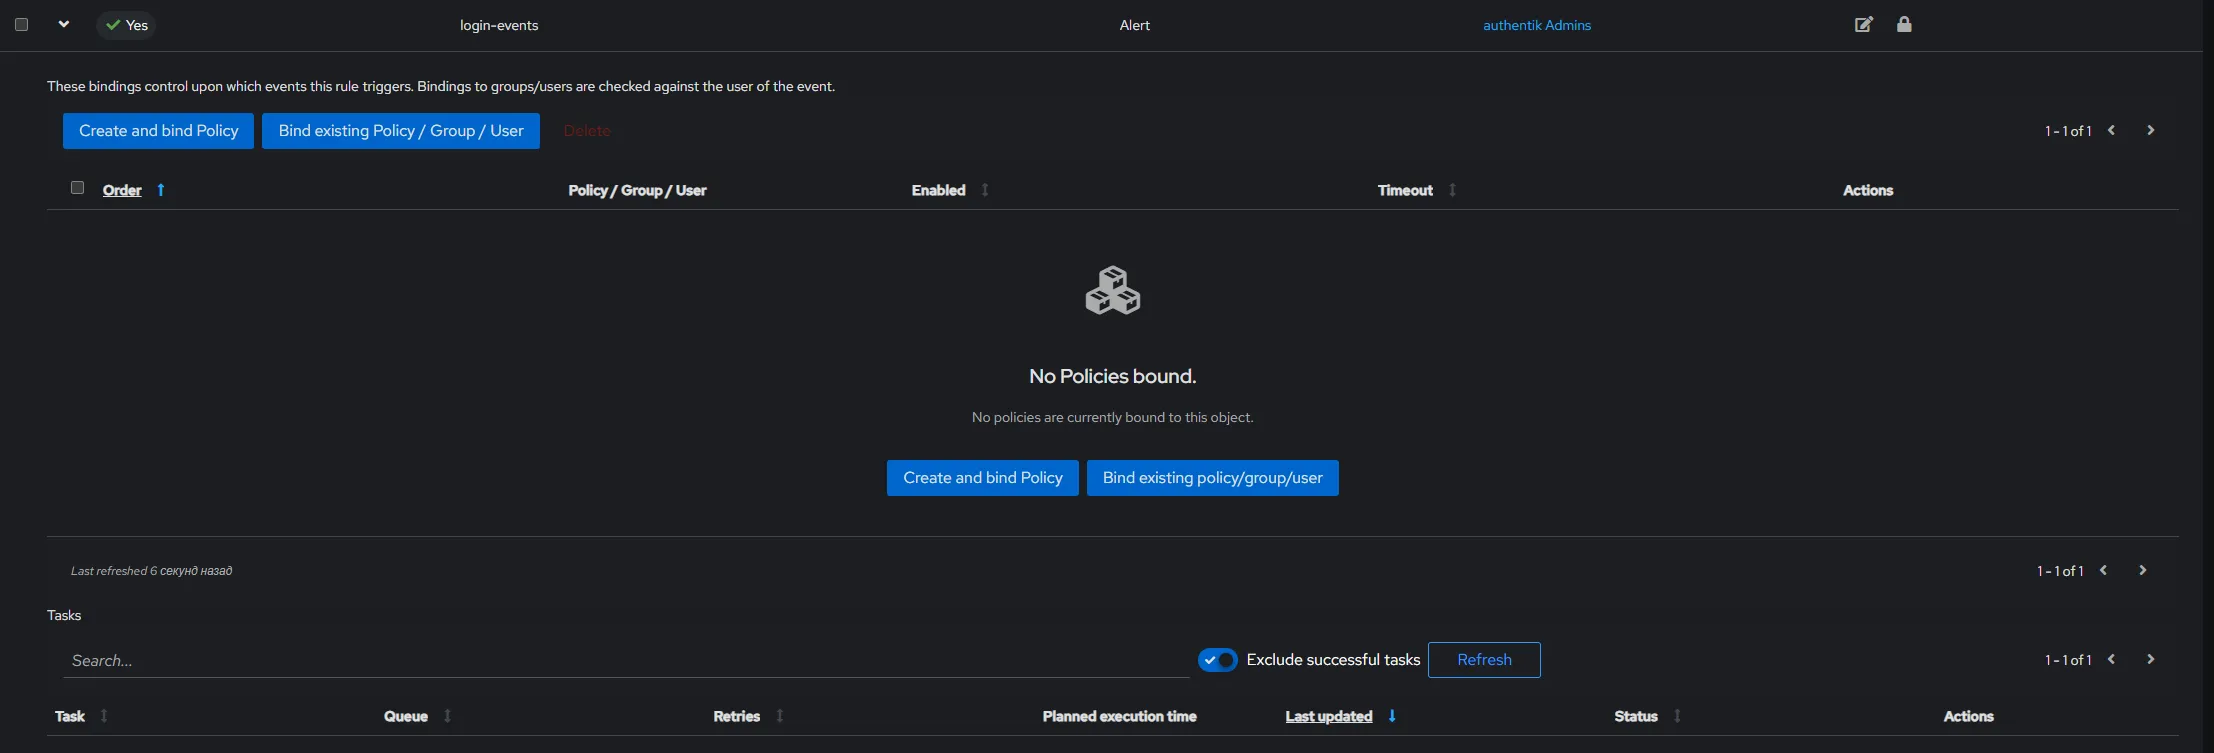 Yes login-events Alert authentik Admins
These bindings control upon which events this rule triggers. Bindings to groups/users are checked against the user of the event.
Create and bind Policy Bind existing Policy / Group / User Delete 1 - 1 of 1
Order Policy / Group / User Enabled Timeout Actions
No Policies bound.
No policies are currently bound to this object.
Create and bind Policy Bind existing policy/group/user
Last refreshed 6 секунд назад 1 - 1 of 1
Tasks
Search... Exclude successful tasks Refresh 1 - 1 of 1
Task Queue Retries Planned execution time Last updated Status Actions